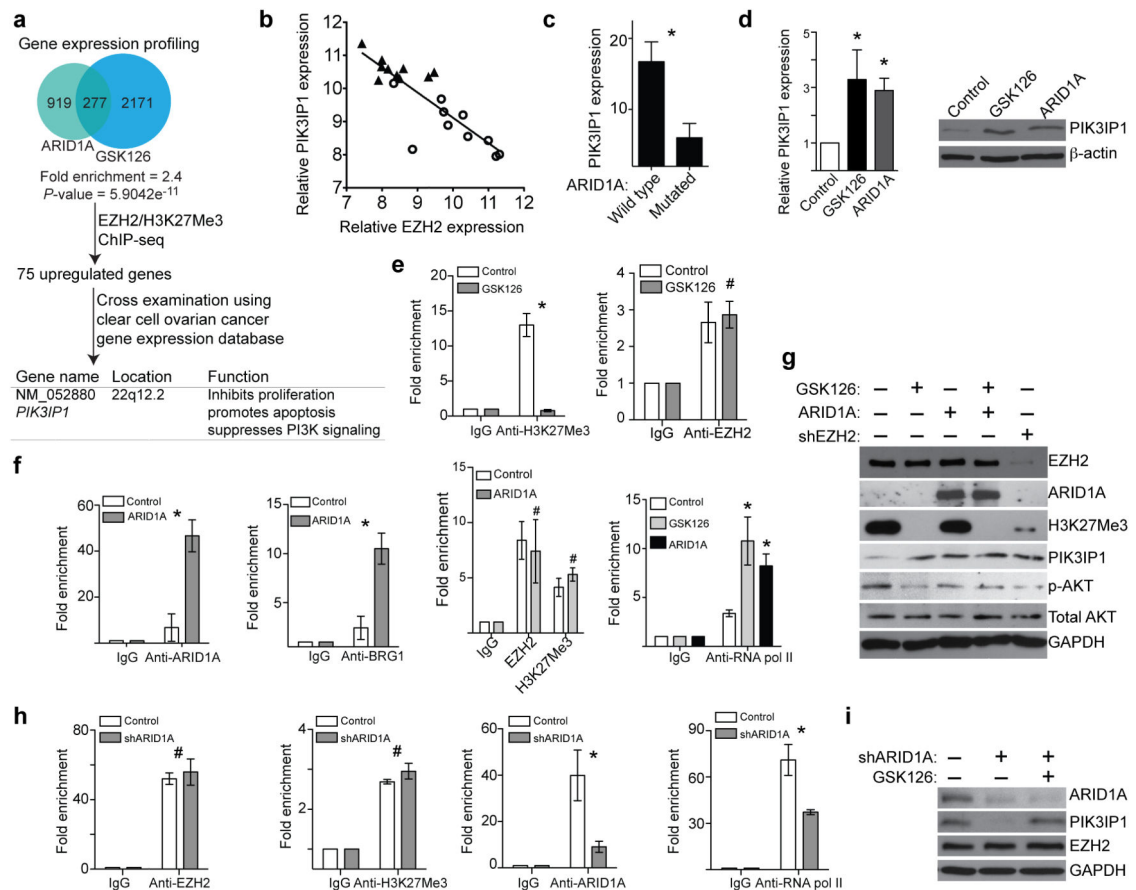 a
Gene expression profiling
919 277 2171
ARID1A
GSK126
Fold enrichment = 2.4
P-value = 5.9042e-11
EZH2/H3K27Me3
ChIP-seq
75 upregulated genes
Cross examination using
clear cell ovarian cancer
gene expression database
Gene name Location Function
NM_052880 22q12.2 Inhibits proliferation
PIK3IP1 promotes apoptosis
suppresses PI3K signaling
b
Relative PIK3IP1 expression
12
11
10
9
8
7
7 8 9 10 11 12
Relative EZH2 expression
c
PIK3IP1 expression
20
10
*
ARID1A:
Wild type
Mutated
d
Relative PIK3IP1 expression
5
3
1
* *
Control
GSK126
ARID1A
Control
GSK126
ARID1A
PIK3IP1
β-actin
e
Control
GSK126
Fold enrichment
20
15
10
5
0
*
IgG Anti-H3K27Me3
Control
GSK126
Fold enrichment
4
3
2
1
0
#
IgG Anti-EZH2
f
Control
ARID1A
Fold enrichment
60
40
20
0
*
IgG Anti-ARID1A
Control
ARID1A
Fold enrichment
15
10
5
*
IgG Anti-BRG1
Control
ARID1A
Fold enrichment
15
10
5
0
# #
IgG
EZH2
H3K27Me3
Control
GSK126
ARID1A
Fold enrichment
15
10
5
0
* *
IgG Anti-RNA pol II
g
GSK126: – + – + –
ARID1A: – – + + –
shEZH2: – – – – +
EZH2
ARID1A
H3K27Me3
PIK3IP1
p-AKT
Total AKT
GAPDH
h
Control
shARID1A
Fold enrichment
80
40
0
#
IgG Anti-EZH2
Control
shARID1A
Fold enrichment
4
2
0
#
IgG Anti-H3K27Me3
Control
shARID1A
Fold enrichment
60
40
20
0
*
IgG Anti-ARID1A
Control
shARID1A
Fold enrichment
90
60
30
0
*
IgG Anti-RNA pol II
i
shARID1A: – + +
GSK126: – – +
ARID1A
PIK3IP1
EZH2
GAPDH